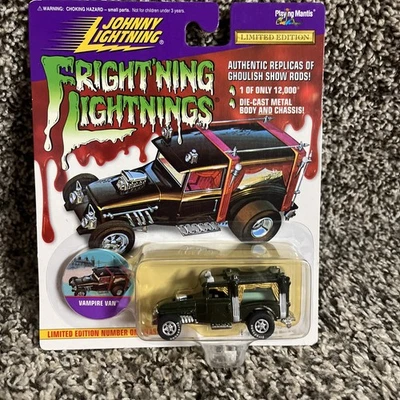 WARNING: CHOKING HAZARD - small parts. Not for children under 3 years.
JOHNNY
LIGHTNING
Playing Mantis
LIMITED EDITION
FRIGHT'NING
LIGHTNINGS
AUTHENTIC REPLICAS OF
GHOULISH SHOW RODS!
• 1 OF ONLY 12,000*
• DIE-CAST METAL
BODY AND CHASSIS!
VAMPIRE VAN
LIMITED EDITION NUMBER ON